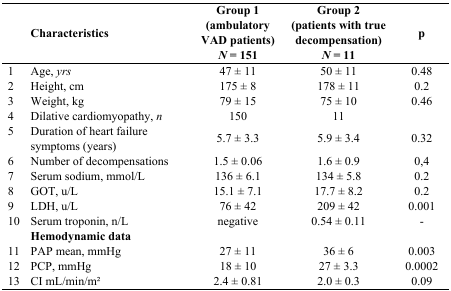 Characteristics Group 1 (ambulatory VAD patients) N = 151 Group 2 (patients with true decompensation) N = 11 p
1 Age, yrs 47 ± 11 50 ± 11 0.48
2 Height, cm 175 ± 8 178 ± 11 0.2
3 Weight, kg 79 ± 15 75 ± 10 0.46
4 Dilative cardiomyopathy, n 150 11
5 Duration of heart failure symptoms (years) 5.7 ± 3.3 5.9 ± 3.4 0.32
6 Number of decompensations 1.5 ± 0.06 1.6 ± 0.9 0,4
7 Serum sodium, mmol/L 136 ± 6.1 134 ± 5.8 0.2
8 GOT, u/L 15.1 ± 7.1 17.7 ± 8.2 0.2
9 LDH, u/L 76 ± 42 209 ± 42 0.001
10 Serum troponin, n/L negative 0.54 ± 0.11 -
Hemodynamic data
11 PAP mean, mmHg 27 ± 11 36 ± 6 0.003
12 PCP, mmHg 18 ± 10 27 ± 3.3 0.0002
13 CI mL/min/m² 2.4 ± 0.81 2.0 ± 0.3 0.09